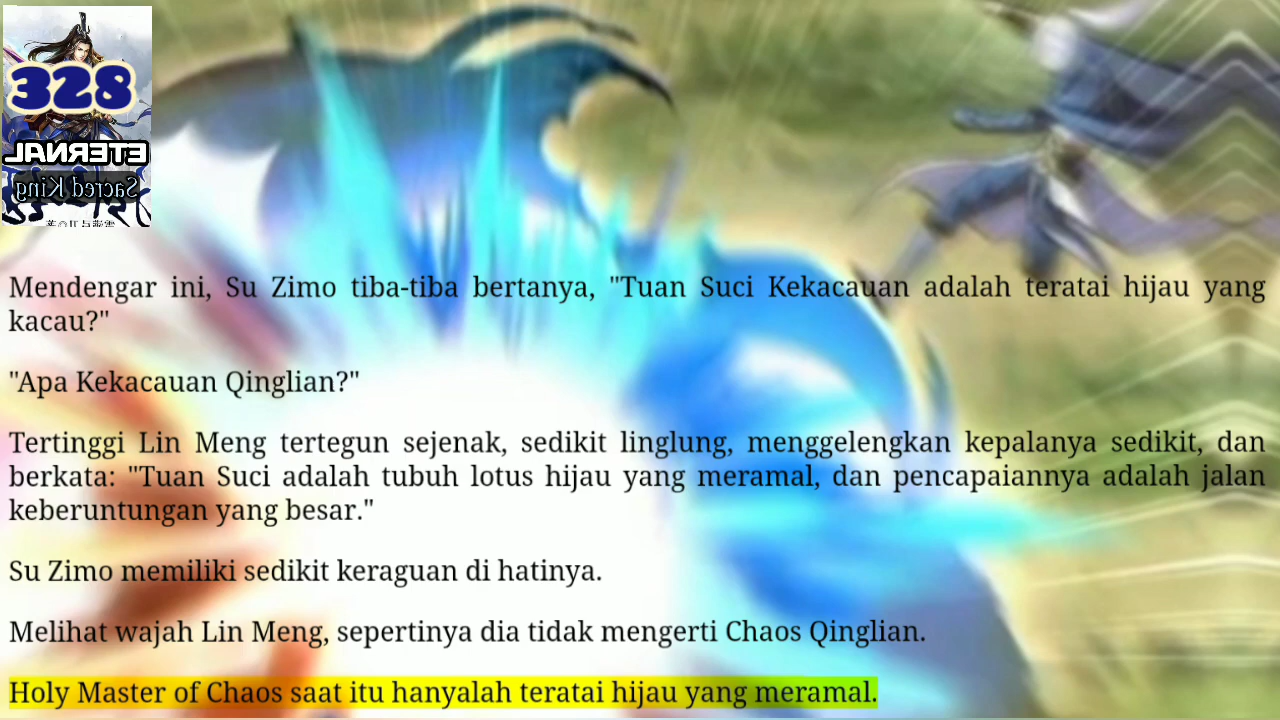 328
ETERNAL
Sacred King
Mendengar ini, Su Zimo tiba-tiba bertanya, "Tuan Suci Kekacauan adalah teratai hijau yang
kacau?"
"Apa Kekacauan Qinglian?"
Tertinggi Lin Meng tertegun sejenak, sedikit linglung, menggelengkan kepalanya sedikit, dan
berkata: "Tuan Suci adalah tubuh lotus hijau yang meramal, dan pencapaiannya adalah jalan
keberuntungan yang besar."
Su Zimo memiliki sedikit keraguan di hatinya.
Melihat wajah Lin Meng, sepertinya dia tidak mengerti Chaos Qinglian.
Holy Master of Chaos saat itu hanyalah teratai hijau yang meramal.